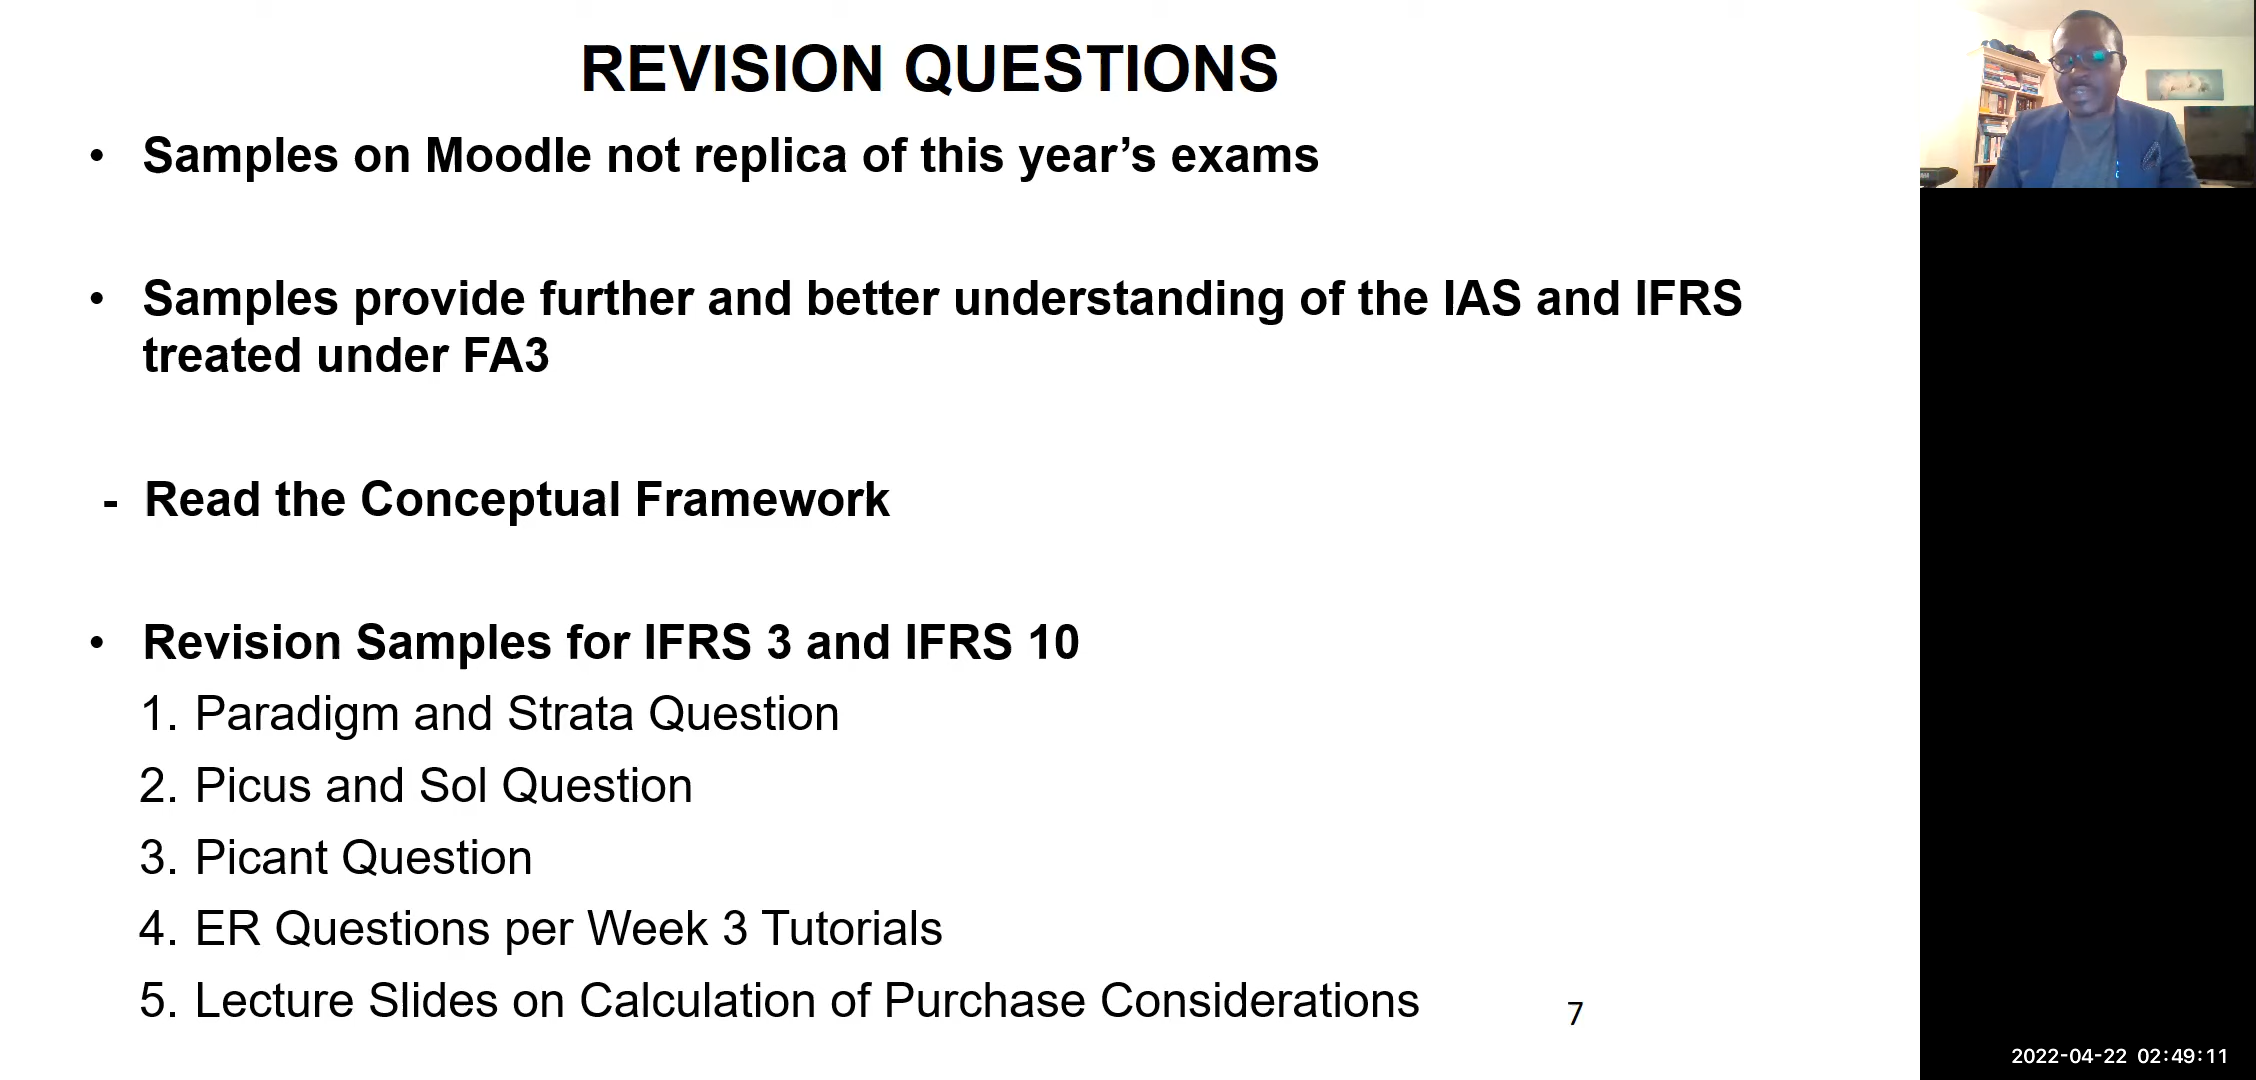 REVISION QUESTIONS
• Samples on Moodle not replica of this year’s exams
• Samples provide further and better understanding of the IAS and IFRS
treated under FA3
- Read the Conceptual Framework
• Revision Samples for IFRS 3 and IFRS 10
1. Paradigm and Strata Question
2. Picus and Sol Question
3. Picant Question
4. ER Questions per Week 3 Tutorials
5. Lecture Slides on Calculation of Purchase Considerations
7
2022-04-22 02:49:11